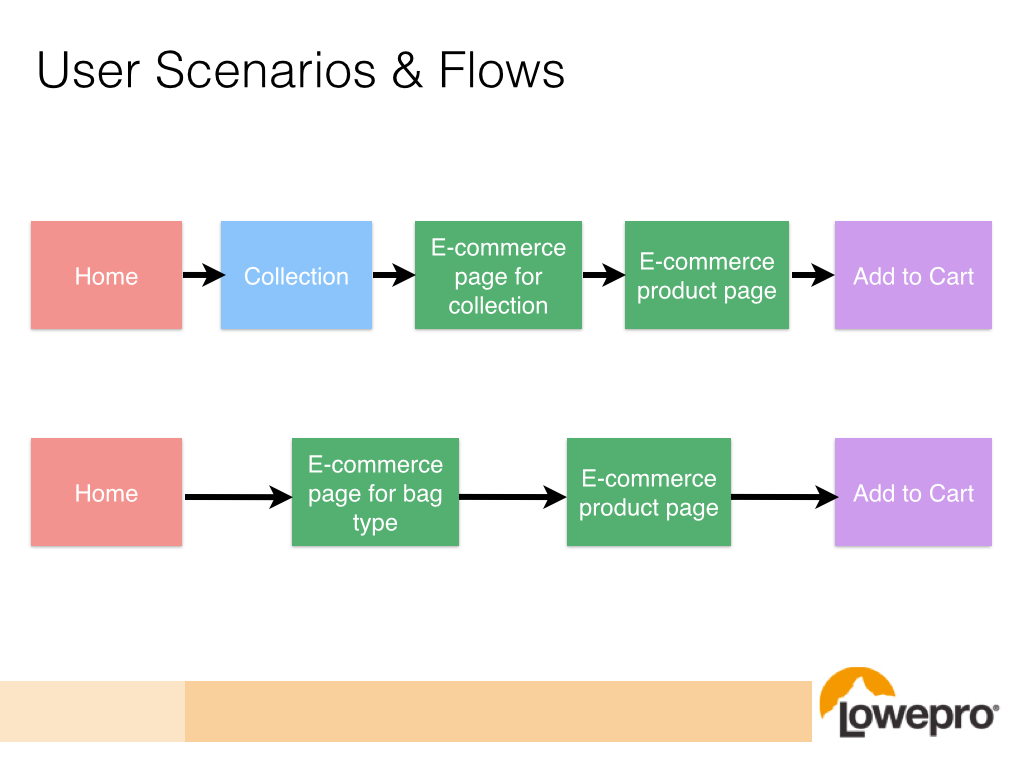 User Scenarios & Flows
Home
Collection
E-commerce
page for
collection
E-commerce
product page
Add to Cart
Home
E-commerce
page for bag
type
E-commerce
product page
Add to Cart
Lowepro®